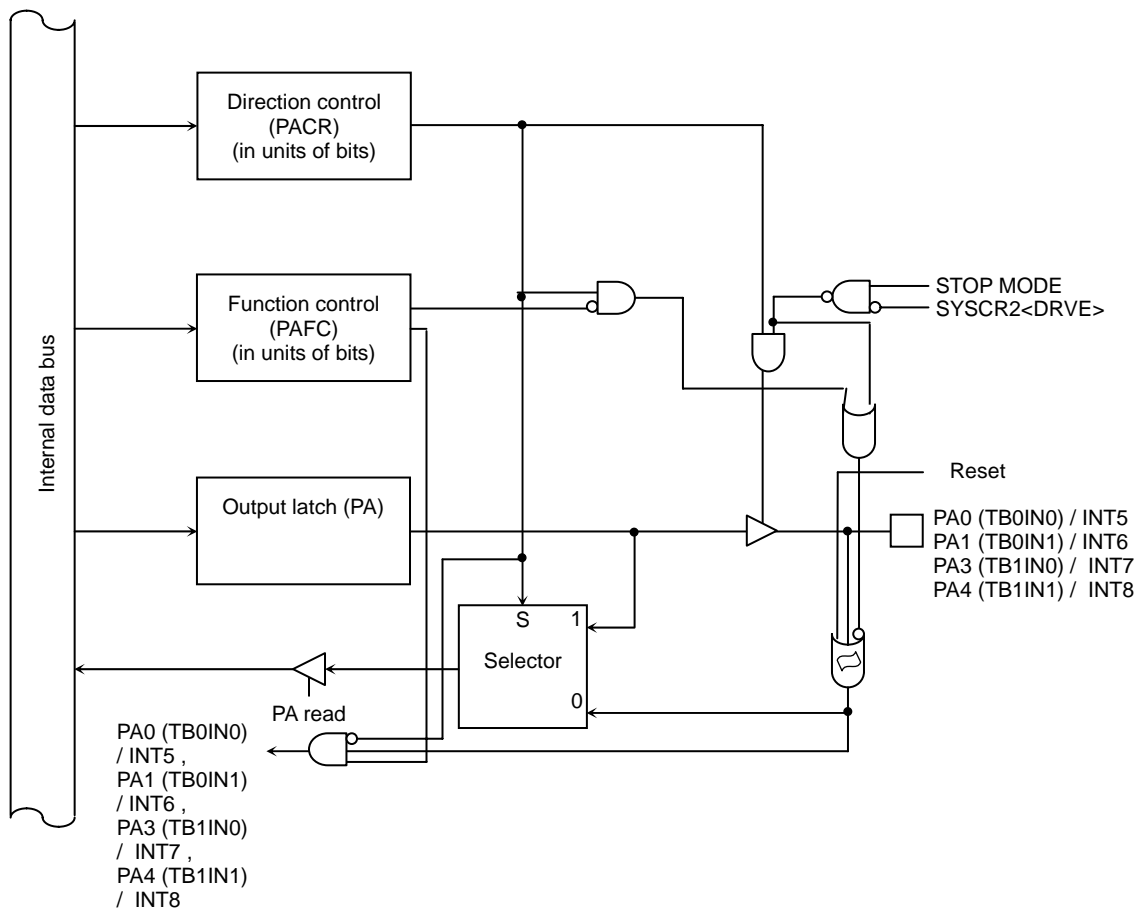 Internal data bus
Direction control
(PACR)
(in units of bits)
Function control
(PAFC)
(in units of bits)
STOP MODE
SYSCR2<DRVE>
Output latch (PA)
Reset
PA0 (TB0IN0) / INT5
PA1 (TB0IN1) / INT6
PA3 (TB1IN0) / INT7
PA4 (TB1IN1) / INT8
S
1
Selector
0
PA read
PA0 (TB0IN0)
/ INT5 ,
PA1 (TB0IN1)
/ INT6 ,
PA3 (TB1IN0)
/ INT7 ,
PA4 (TB1IN1)
/ INT8